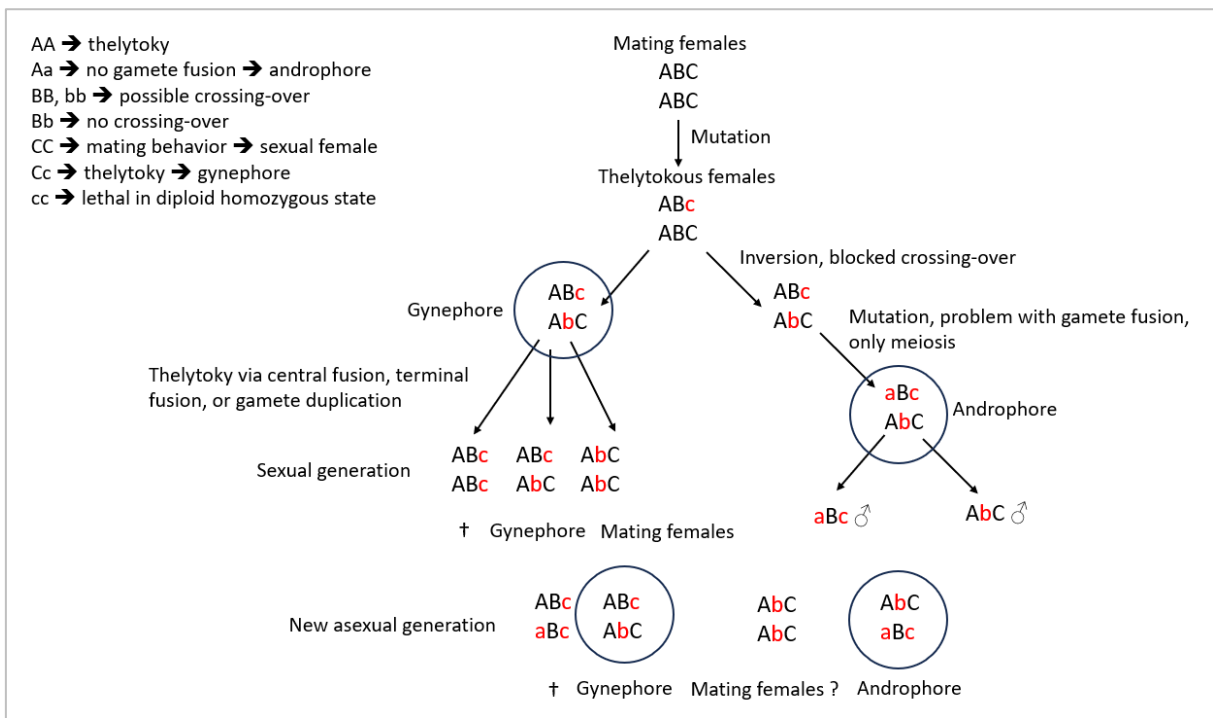 AA ➔ thelytoky
Aa ➔ no gamete fusion ➔ androphore
BB, bb ➔ possible crossing-over
Bb ➔ no crossing-over
CC ➔ mating behavior ➔ sexual female
Cc ➔ thelytoky ➔ gynephore
cc ➔ lethal in diploid homozygous state
Mating females
ABC
ABC
Mutation
Thelytokous females
ABc
ABC
Inversion, blocked crossing-over
Gynephore
ABc
AbC
ABc
AbC
Mutation, problem with gamete fusion,
only meiosis
Thelytoky via central fusion, terminal
fusion, or gamete duplication
aBc
AbC
Androphore
Sexual generation
ABc ABc AbC
ABc AbC AbC
† Gynephore Mating females
aBc ♂ AbC ♂
New asexual generation
ABc ABc AbC AbC
aBc AbC AbC aBc
† Gynephore Mating females ? Androphore